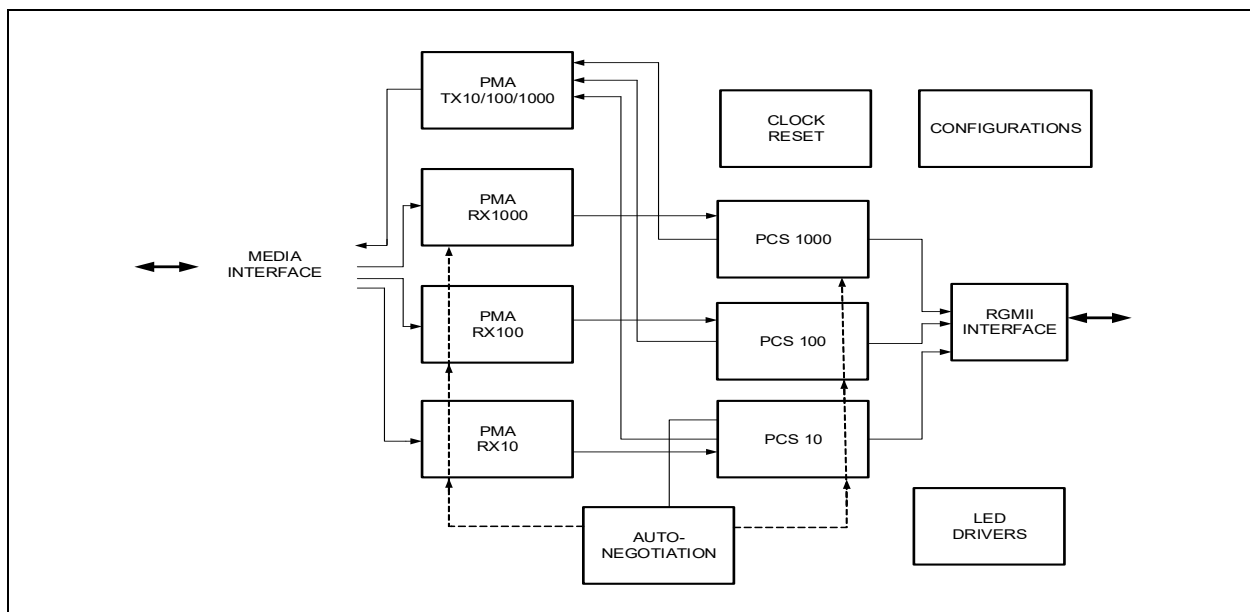 PMA
TX10/100/1000
CLOCK
RESET
CONFIGURATIONS
PMA
RX1000
PCS 1000
MEDIA
INTERFACE
PMA
RX100
PCS 100
RGMII
INTERFACE
PMA
RX10
PCS 10
AUTO-
NEGOTIATION
LED
DRIVERS